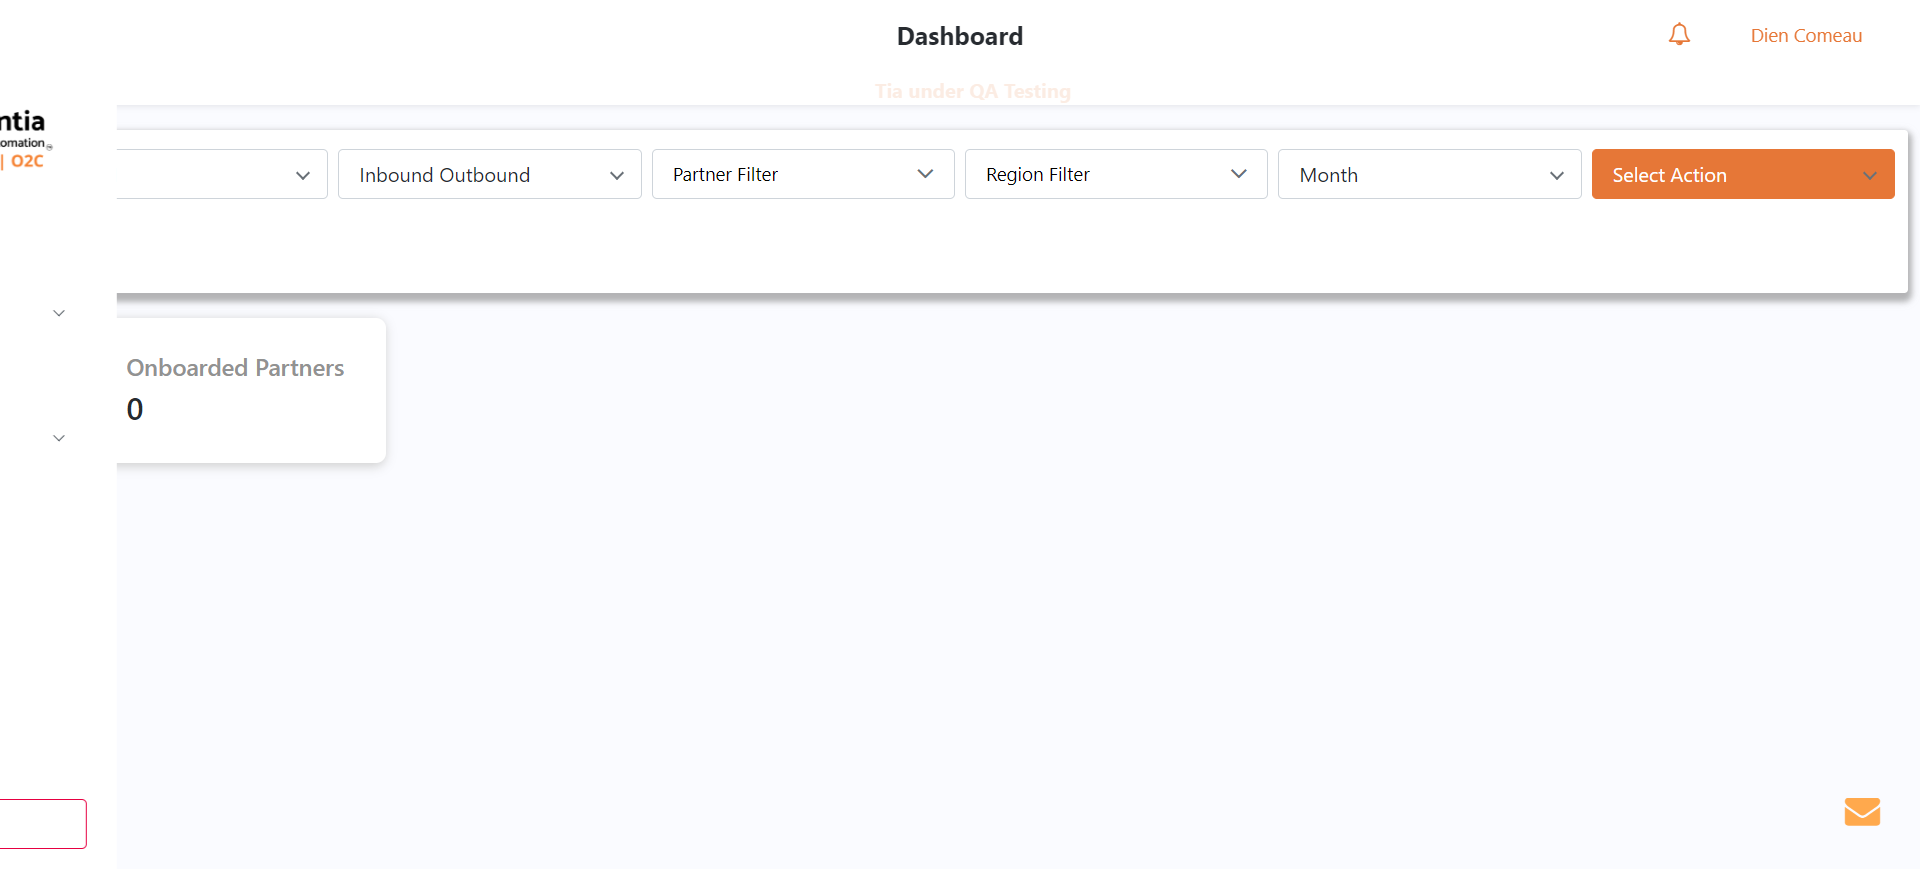 Dashboard
Dien Comeau
Tia under QA Testing
ntia
omation
| O2C
Inbound Outbound
Partner Filter
Region Filter
Month
Select Action
Onboarded Partners
0